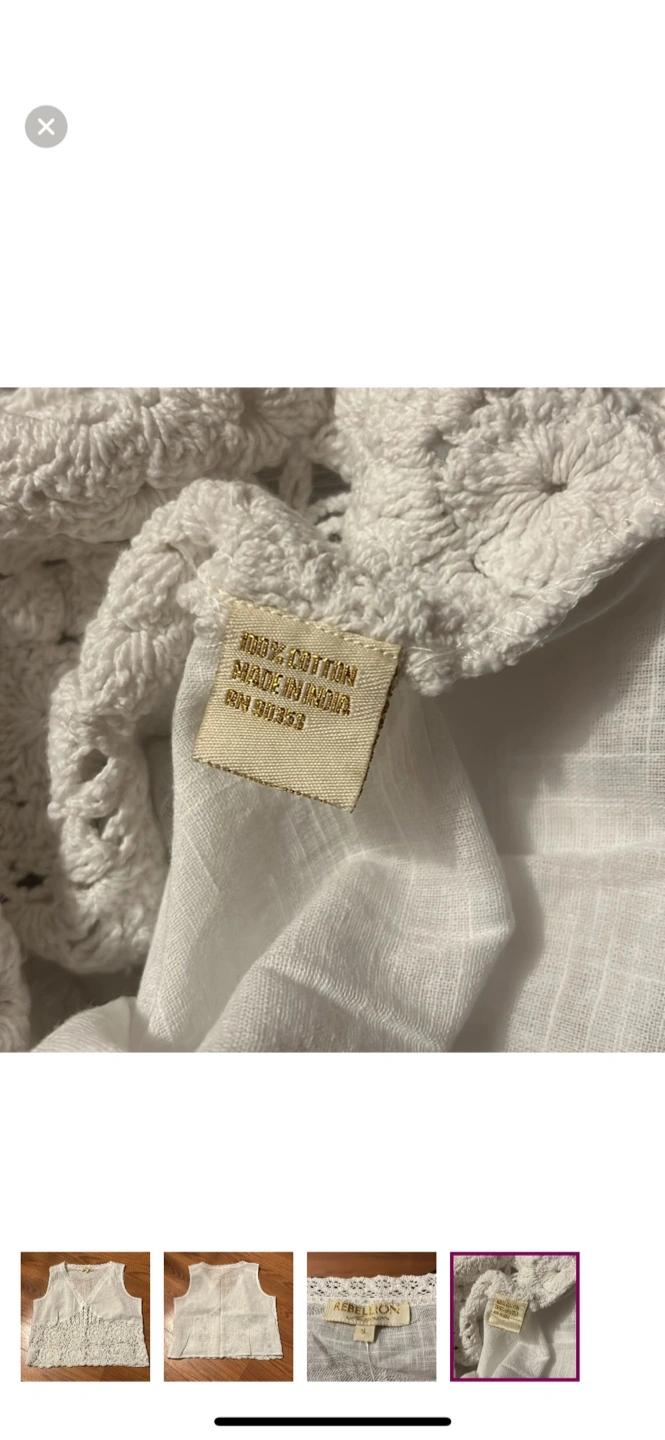 100% COTTON
MADE IN INDIA
RN 90353
REBELLION